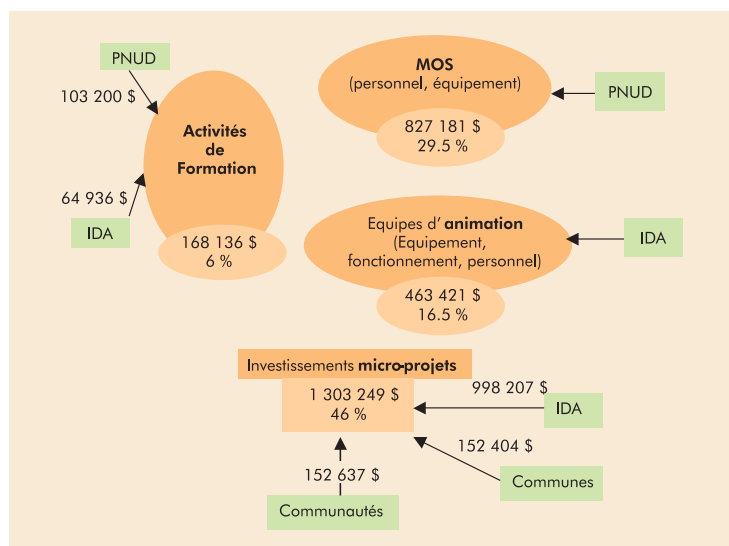 PNUD
103 200 $
Activités
de
Formation
64 936 $
IDA
168 136 $
6 %
MOS
(personnel, équipement)
827 181 $
29.5 %
PNUD
Equipes d’ animation
(Equipement,
fonctionnement, personnel)
463 421 $
16.5 %
IDA
Investissements micro-projets
1 303 249 $
46 %
998 207 $
IDA
152 404 $
Communes
152 637 $
Communautés